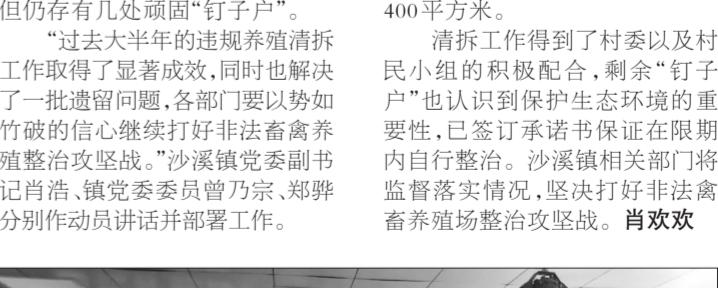 但仍存有几处顽固“钉子户”。
“过去大半年的违规养殖清拆
工作取得了显著成效,同时也解决
了一批遗留问题,各部门要以势如
竹破的信心继续打好非法畜禽养
殖整治攻坚战。”沙溪镇党委副书
记肖浩、镇党委委员曾乃宗、郑骅
分别作动员讲话并部署工作。
400平方米。
清拆工作得到了村委以及村
民小组的积极配合,剩余“钉子
户”也认识到保护生态环境的重
要性,已签订承诺书保证在限期
内自行整治。沙溪镇相关部门将
监督落实情况,坚决打好非法禽
畜养殖场整治攻坚战。肖欢欢